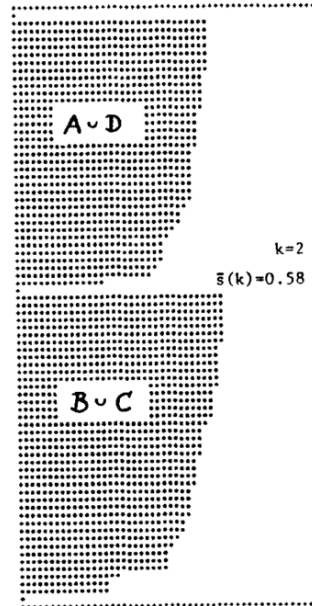 A ∪ D
k=2
s̄(k)=0.58
B ∪ C